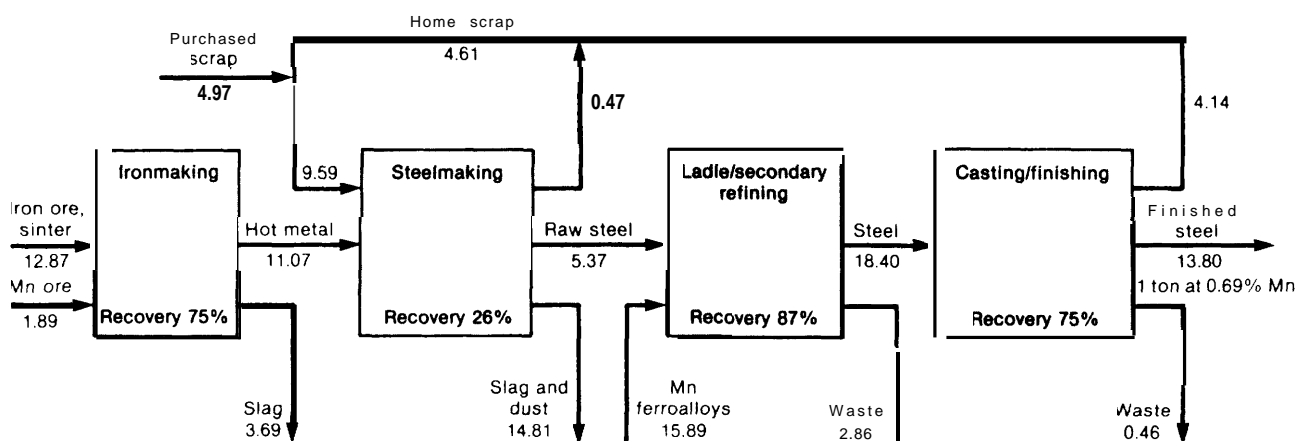 Home scrap
4.61
Purchased
scrap
4.97
0.47
4.14
9.59
Ironmaking
Recovery 75%
Steelmaking
Recovery 26%
Ladle/secondary
refining
Recovery 87%
Casting/finishing
Recovery 75%
Iron ore,
sinter
12.87
Mn ore
1.89
Hot metal
11.07
Raw steel
5.37
Steel
18.40
Finished
steel
13.80
1 ton at 0.69% Mn
Slag
3.69
Slag and
dust
14.81
Mn
ferroalloys
15.89
Waste
2.86
Waste
0.46